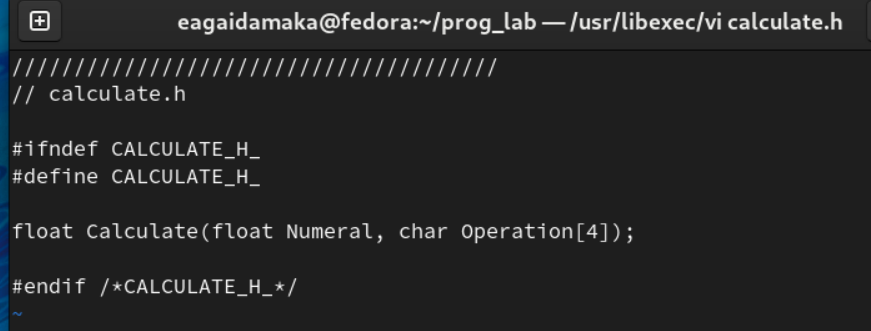 eagaidamaka@fedora:~/prog_lab — /usr/libexec/vi calculate.h
///////////////////////////////////////
// calculate.h
#ifndef CALCULATE_H_
#define CALCULATE_H_
float Calculate(float Numeral, char Operation[4]);
#endif /*CALCULATE_H_*/
~